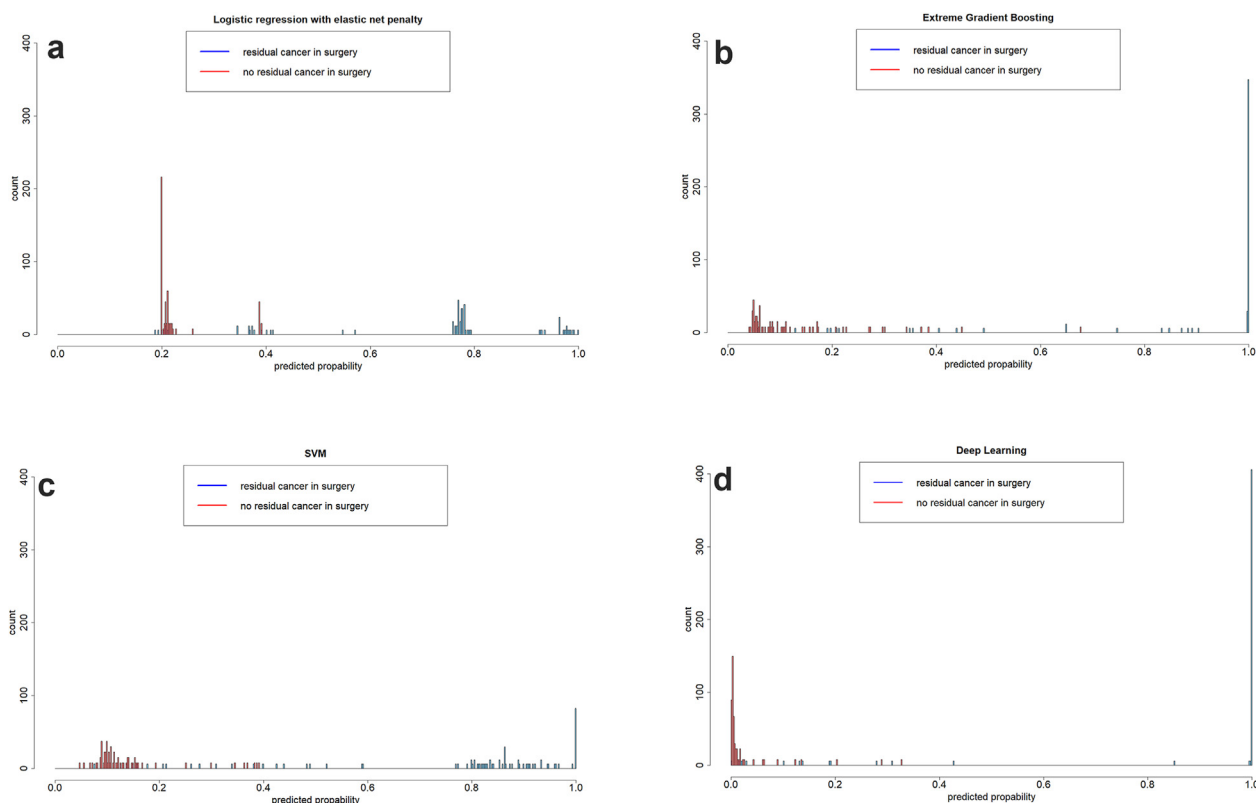 a
Logistic regression with elastic net penalty
residual cancer in surgery
no residual cancer in surgery
count
0 100 200 300 400
0.0 0.2 0.4 0.6 0.8 1.0
predicted propability
b
Extreme Gradient Boosting
residual cancer in surgery
no residual cancer in surgery
count
0 100 200 300 400
0.0 0.2 0.4 0.6 0.8 1.0
predicted propability
c
SVM
residual cancer in surgery
no residual cancer in surgery
count
0 100 200 300 400
0.0 0.2 0.4 0.6 0.8 1.0
predicted propability
d
Deep Learning
residual cancer in surgery
no residual cancer in surgery
count
0 100 200 300 400
0.0 0.2 0.4 0.6 0.8 1.0
predicted propability